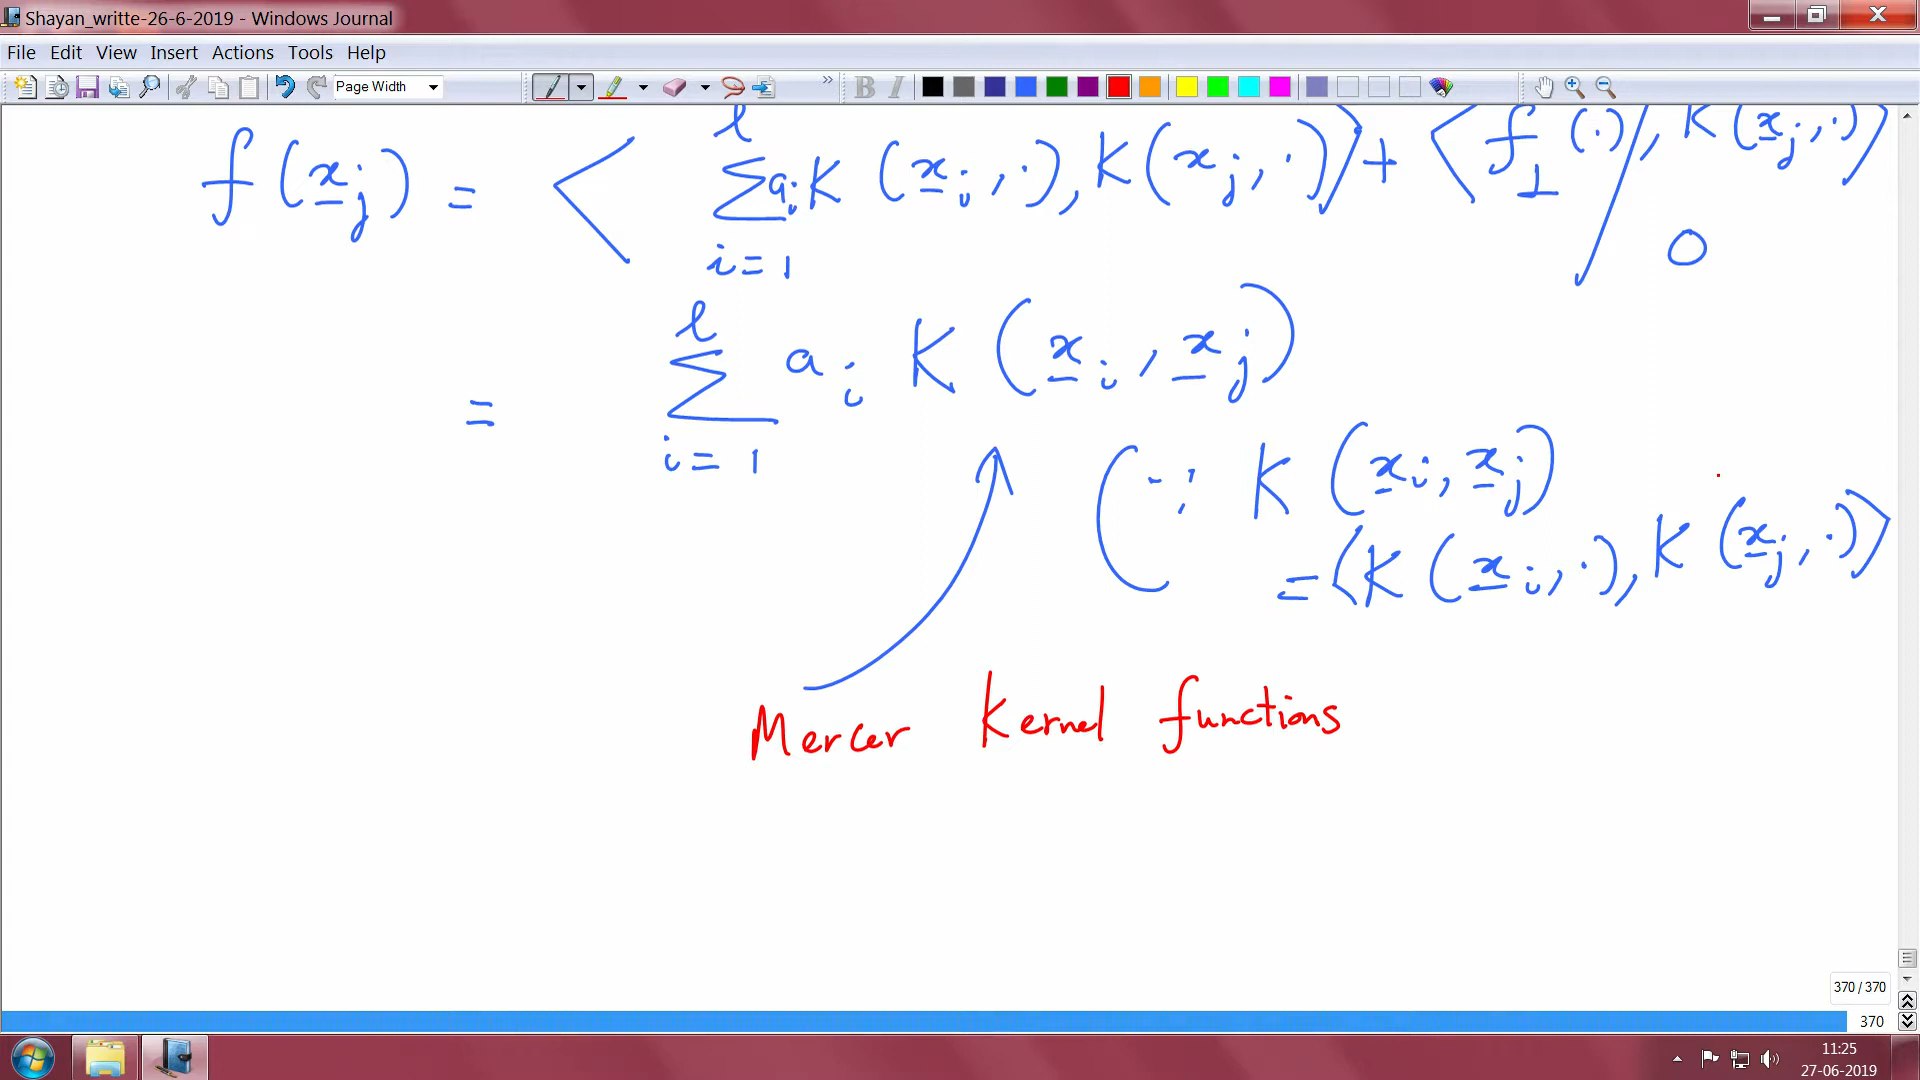 Shayan_writte-26-6-2019 - Windows Journal
File Edit View Insert Actions Tools Help
Page Width
f(x_j) = < \sum_{i=1}^{l} a_i K(x_i, ·), K(x_j, ·) > + < f_⊥(·), K(x_j, ·) >
0
= \sum_{i=1}^{l} a_i K(x_i, x_j)
( ∵ K(x_i, x_j)
= <K(x_i, ·), K(x_j, ·)>
Mercer Kernel functions
370 / 370
370
11:25
27-06-2019